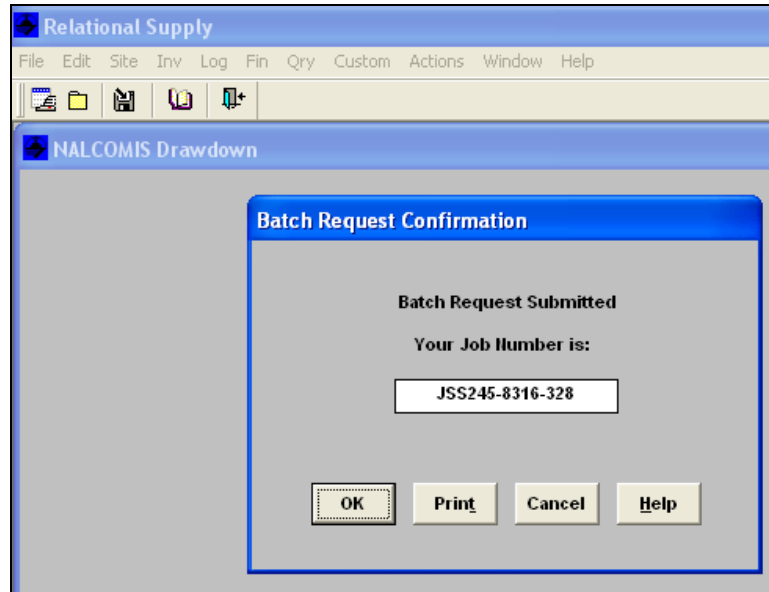 Relational Supply
File Edit Site Inv Log Fin Qry Custom Actions Window Help
NALCOMIS Drawdown
Batch Request Confirmation
Batch Request Submitted
Your Job Number is:
JSS245-8316-328
OK Print Cancel Help